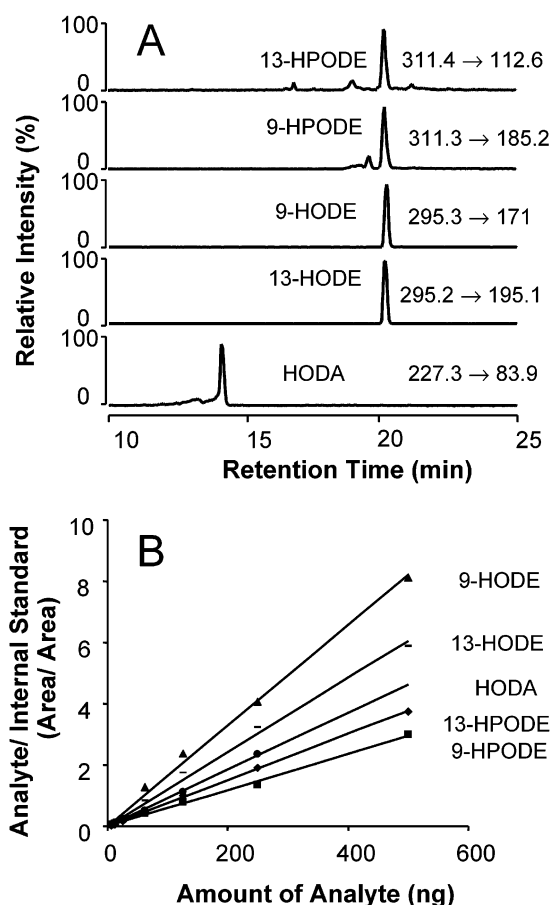 A
Relative Intensity (%)
100
0
13-HPODE
311.4 → 112.6
100
0
9-HPODE
311.3 → 185.2
100
0
9-HODE
295.3 → 171
100
0
13-HODE
295.2 → 195.1
100
0
HODA
227.3 → 83.9
10 15 20 25
Retention Time (min)
B
Analyte/ Internal Standard
(Area/ Area)
10
8
6
4
2
0
9-HODE
13-HODE
HODA
13-HPODE
9-HPODE
0 200 400 600
Amount of Analyte (ng)